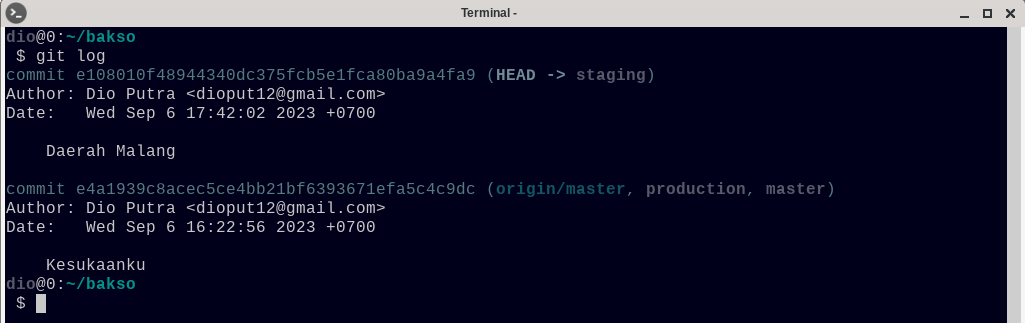 Terminal -
dio@0:~/bakso
$ git log
commit e108010f48944340dc375fcb5e1fca80ba9a4fa9 (HEAD -> staging)
Author: Dio Putra <dioput12@gmail.com>
Date:   Wed Sep 6 17:42:02 2023 +0700
Daerah Malang
commit e4a1939c8acec5ce4bb21bf6393671efa5c4c9dc (origin/master, production, master)
Author: Dio Putra <dioput12@gmail.com>
Date:   Wed Sep 6 16:22:56 2023 +0700
Kesukaanku
dio@0:~/bakso
$